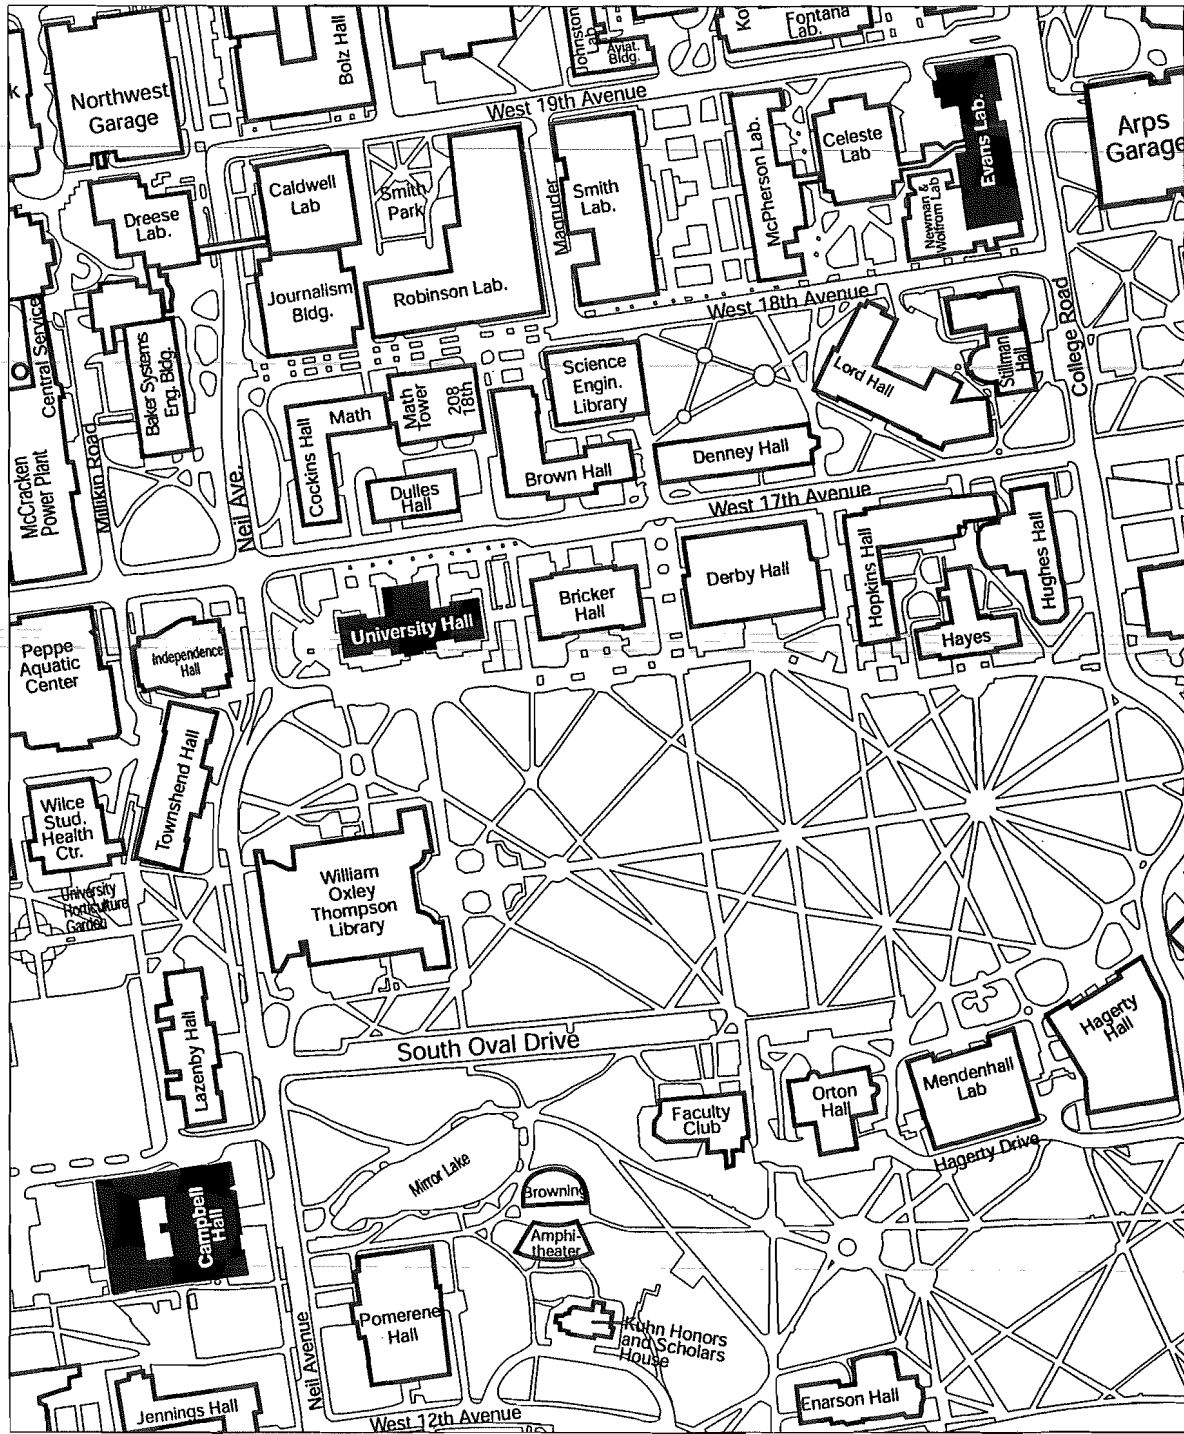 k
Northwest
Garage
Bolz Hall
Johnston
Lab.
Aviat.
Bldg.
Ko
Fontana
Lab.
West 19th Avenue
Arps
Garage
Evans Lab.
Celeste
Lab
McPherson Lab.
Newman &
Wolfrom Lab
Caldwell
Lab
Smith
Park
Magruder
Smith
Lab.
Dreese
Lab.
Journalism
Bldg.
Robinson Lab.
West 18th Avenue
College Road
Central Service
Baker Systems
Eng. Bldg.
Science
Engin.
Library
Lord Hall
Stillman
Hall
Math
Math
Tower
208
18th
Cockins Hall
Dulles
Hall
Brown Hall
Denney Hall
McCracken
Power Plant
Millikin Road
Neil Ave.
West 17th Avenue
Bricker
Hall
Derby Hall
Hopkins Hall
Hughes Hall
Hayes
University Hall
Peppe
Aquatic
Center
Independence
Hall
Townshend Hall
Wilce
Stud.
Health
Ctr.
University
Horticulture
Garden
William
Oxley
Thompson
Library
Lazenby Hall
South Oval Drive
Hagerty
Hall
Mendenhall
Lab
Orton
Hall
Faculty
Club
Hagerty Drive
Mirror Lake
Browning
Amphi-
theater
Campbell
Hall
Pomerene
Hall
Kuhn Honors
and Scholars
House
Neil Avenue
Enarson Hall
Jennings Hall
West 12th Avenue